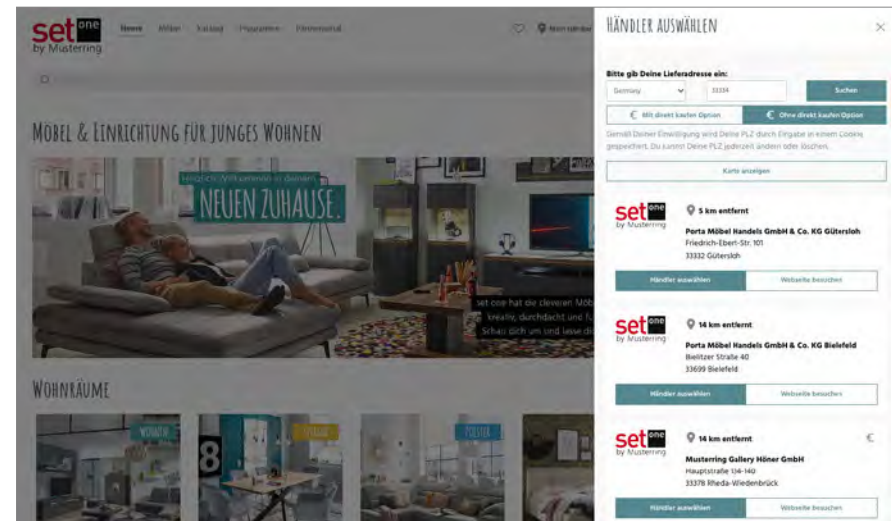 set one
by Musterring
Home Möbel Katalog Programme Partnerportal
MÖBEL & EINRICHTUNG FÜR JUNGES WOHNEN
Herzlich Willkommen in deinem
NEUEN ZUHAUSE.
set one hat die cleveren Möb
kreativ, durchdacht und fu
Schau dich um und lasse di
WOHNRÄUME
WOHNEN
SPEISEN
POLSTER
HÄNDLER AUSWÄHLEN
Bitte gib Deine Lieferadresse ein:
Germany 33334 Suchen
€ Mit direkt kaufen Option € Ohne direkt kaufen Option
Gemäß Deiner Einwilligung wird Deine PLZ durch Eingabe in einem Cookie
gespeichert. Du kannst Deine PLZ jederzeit ändern oder löschen.
Karte anzeigen
set one
by Musterring
5 km entfernt
Porta Möbel Handels GmbH & Co. KG Gütersloh
Friedrich-Ebert-Str. 101
33332 Gütersloh
Händler auswählen Webseite besuchen
set one
by Musterring
14 km entfernt
Porta Möbel Handels GmbH & Co. KG Bielefeld
Bielitzer Straße 40
33699 Bielefeld
Händler auswählen Webseite besuchen
set one
by Musterring
14 km entfernt €
Musterring Gallery Höner GmbH
Hauptstraße 134-140
33378 Rheda-Wiedenbrück
Händler auswählen Webseite besuchen